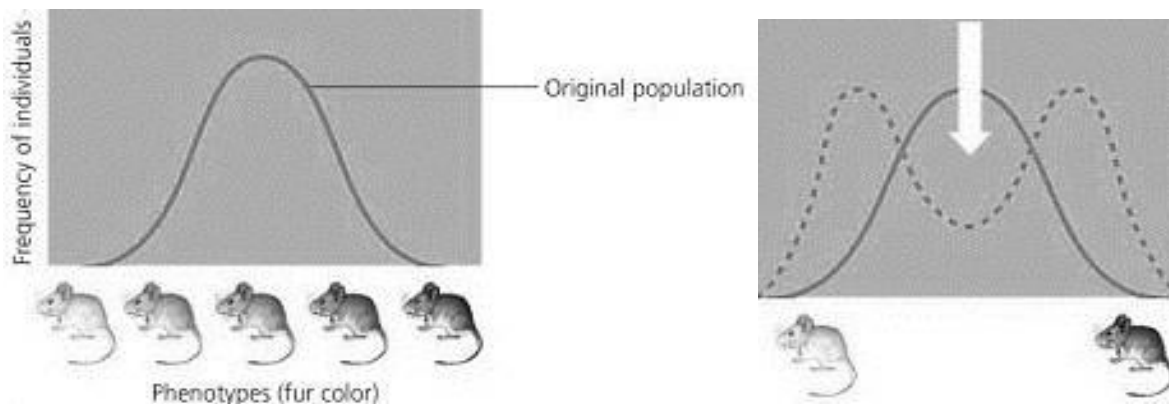 Frequency of individuals
Original population
Phenotypes (fur color)